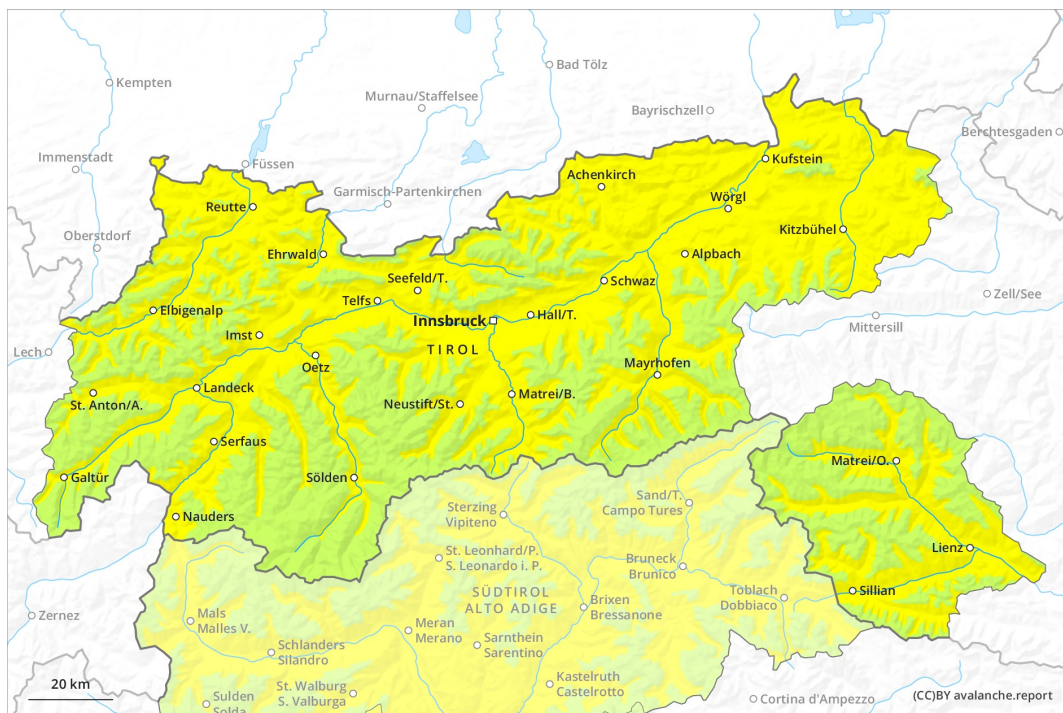 Kempten
Bad Tölz
Murnau/Staffelsee
Bayrischzell
Berchtesgaden
Immenstadt
Füssen
Kufstein
Achenkirch
Garmisch-Partenkirchen
Reutte
Wörgl
Oberstdorf
Kitzbühel
Ehrwald
Alpbach
Seefeld/T.
Schwaz
Zell/See
Telfs
Elbigenalp
Innsbruck
Hall/T.
Mittersill
Imst
TIROL
Lech
Oetz
Mayrhofen
Landeck
St. Anton/A.
Neustift/St.
Matrei/B.
Serfaus
Matrei/O.
Galtür
Sölden
Sand/T.
Campo Tures
Sterzing
Vipiteno
Nauders
Lienz
St. Leonhard/P.
S. Leonardo i. P.
Bruneck
Brunico
SÜDTIROL
ALTO ADIGE
Sillian
Toblach
Dobbiaco
Zernez
Mals
Malles V.
Brixen
Bressanone
Meran
Merano
Schlanders
Silandro
Sarnthein
Sarentino
20 km
St. Walburg
S. Valburga
Kastelruth
Castelrotto
Sulden
Solda
Cortina d'Ampezzo
(CC)BY avalanche.report